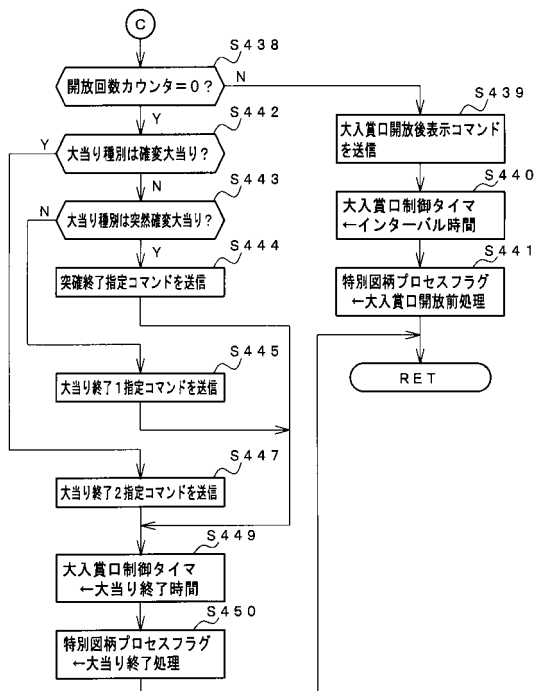 C
S438
開放回数カウンター=0?
N
Y
S442
Y
大当り種別は確変大当り?
N
S443
N
大当り種別は突然確変大当り?
Y
S444
突確終了指定コマンドを送信
S445
大当り終了1指定コマンドを送信
S447
大当り終了2指定コマンドを送信
S449
大入賞口制御タイマ
←大当り終了時間
S450
特別図柄プロセスフラグ
←大当り終了処理
S439
大入賞口開放後表示コマンド
を送信
S440
大入賞口制御タイマ
←インターバル時間
S441
特別図柄プロセスフラグ
←大入賞口開放前処理
RET